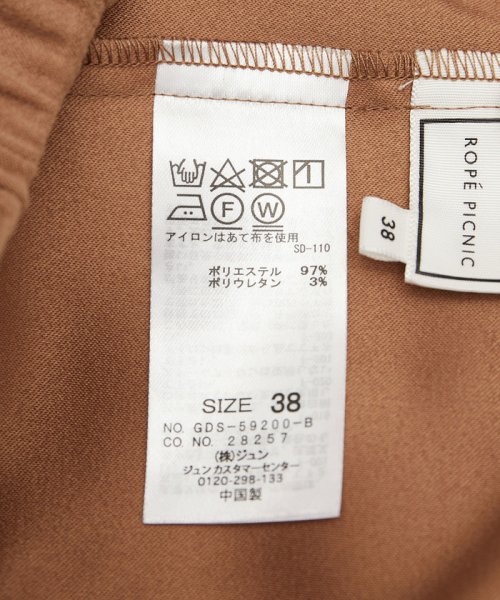 アイロンはあて布を使用
SD-110
ポリエステル 97%
ポリウレタン 3%
SIZE 38
NO. GDS-59200-B
CO. NO. 28257
(株)ジュン
ジュンカスタマーセンター
0120-298-133
中国製
F
W
ROPÉ PICNIC
38